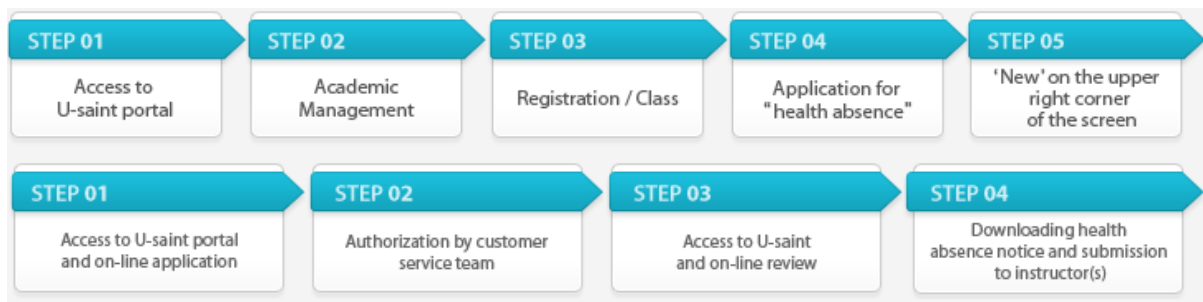 STEP 01
Access to
U-saint portal
STEP 02
Academic
Management
STEP 03
Registration / Class
STEP 04
Application for
“health absence”
STEP 05
‘New’ on the upper
right corner
of the screen
STEP 01
Access to U-saint portal
and on-line application
STEP 02
Authorization by customer
service team
STEP 03
Access to U-saint
and on-line review
STEP 04
Downloading health
absence notice and submission
to instructor(s)